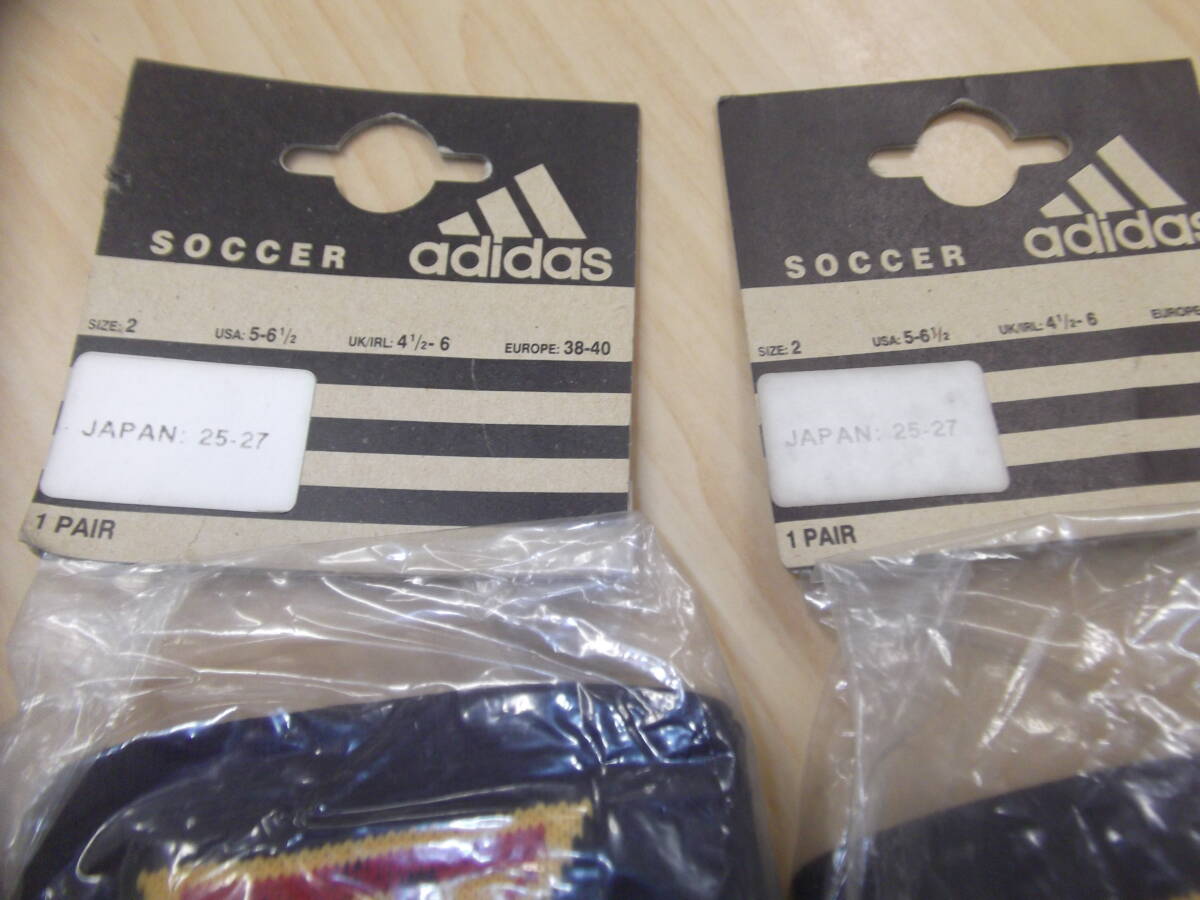 SOCCER adidas
SIZE: 2 USA: 5-6 1/2 UK/IRL: 4 1/2- 6 EUROPE: 38-40
JAPAN: 25-27
1 PAIR
SOCCER adidas
SIZE: 2 USA: 5-6 1/2 UK/IRL: 4 1/2- 6 EUROPE
JAPAN: 25-27
1 PAIR